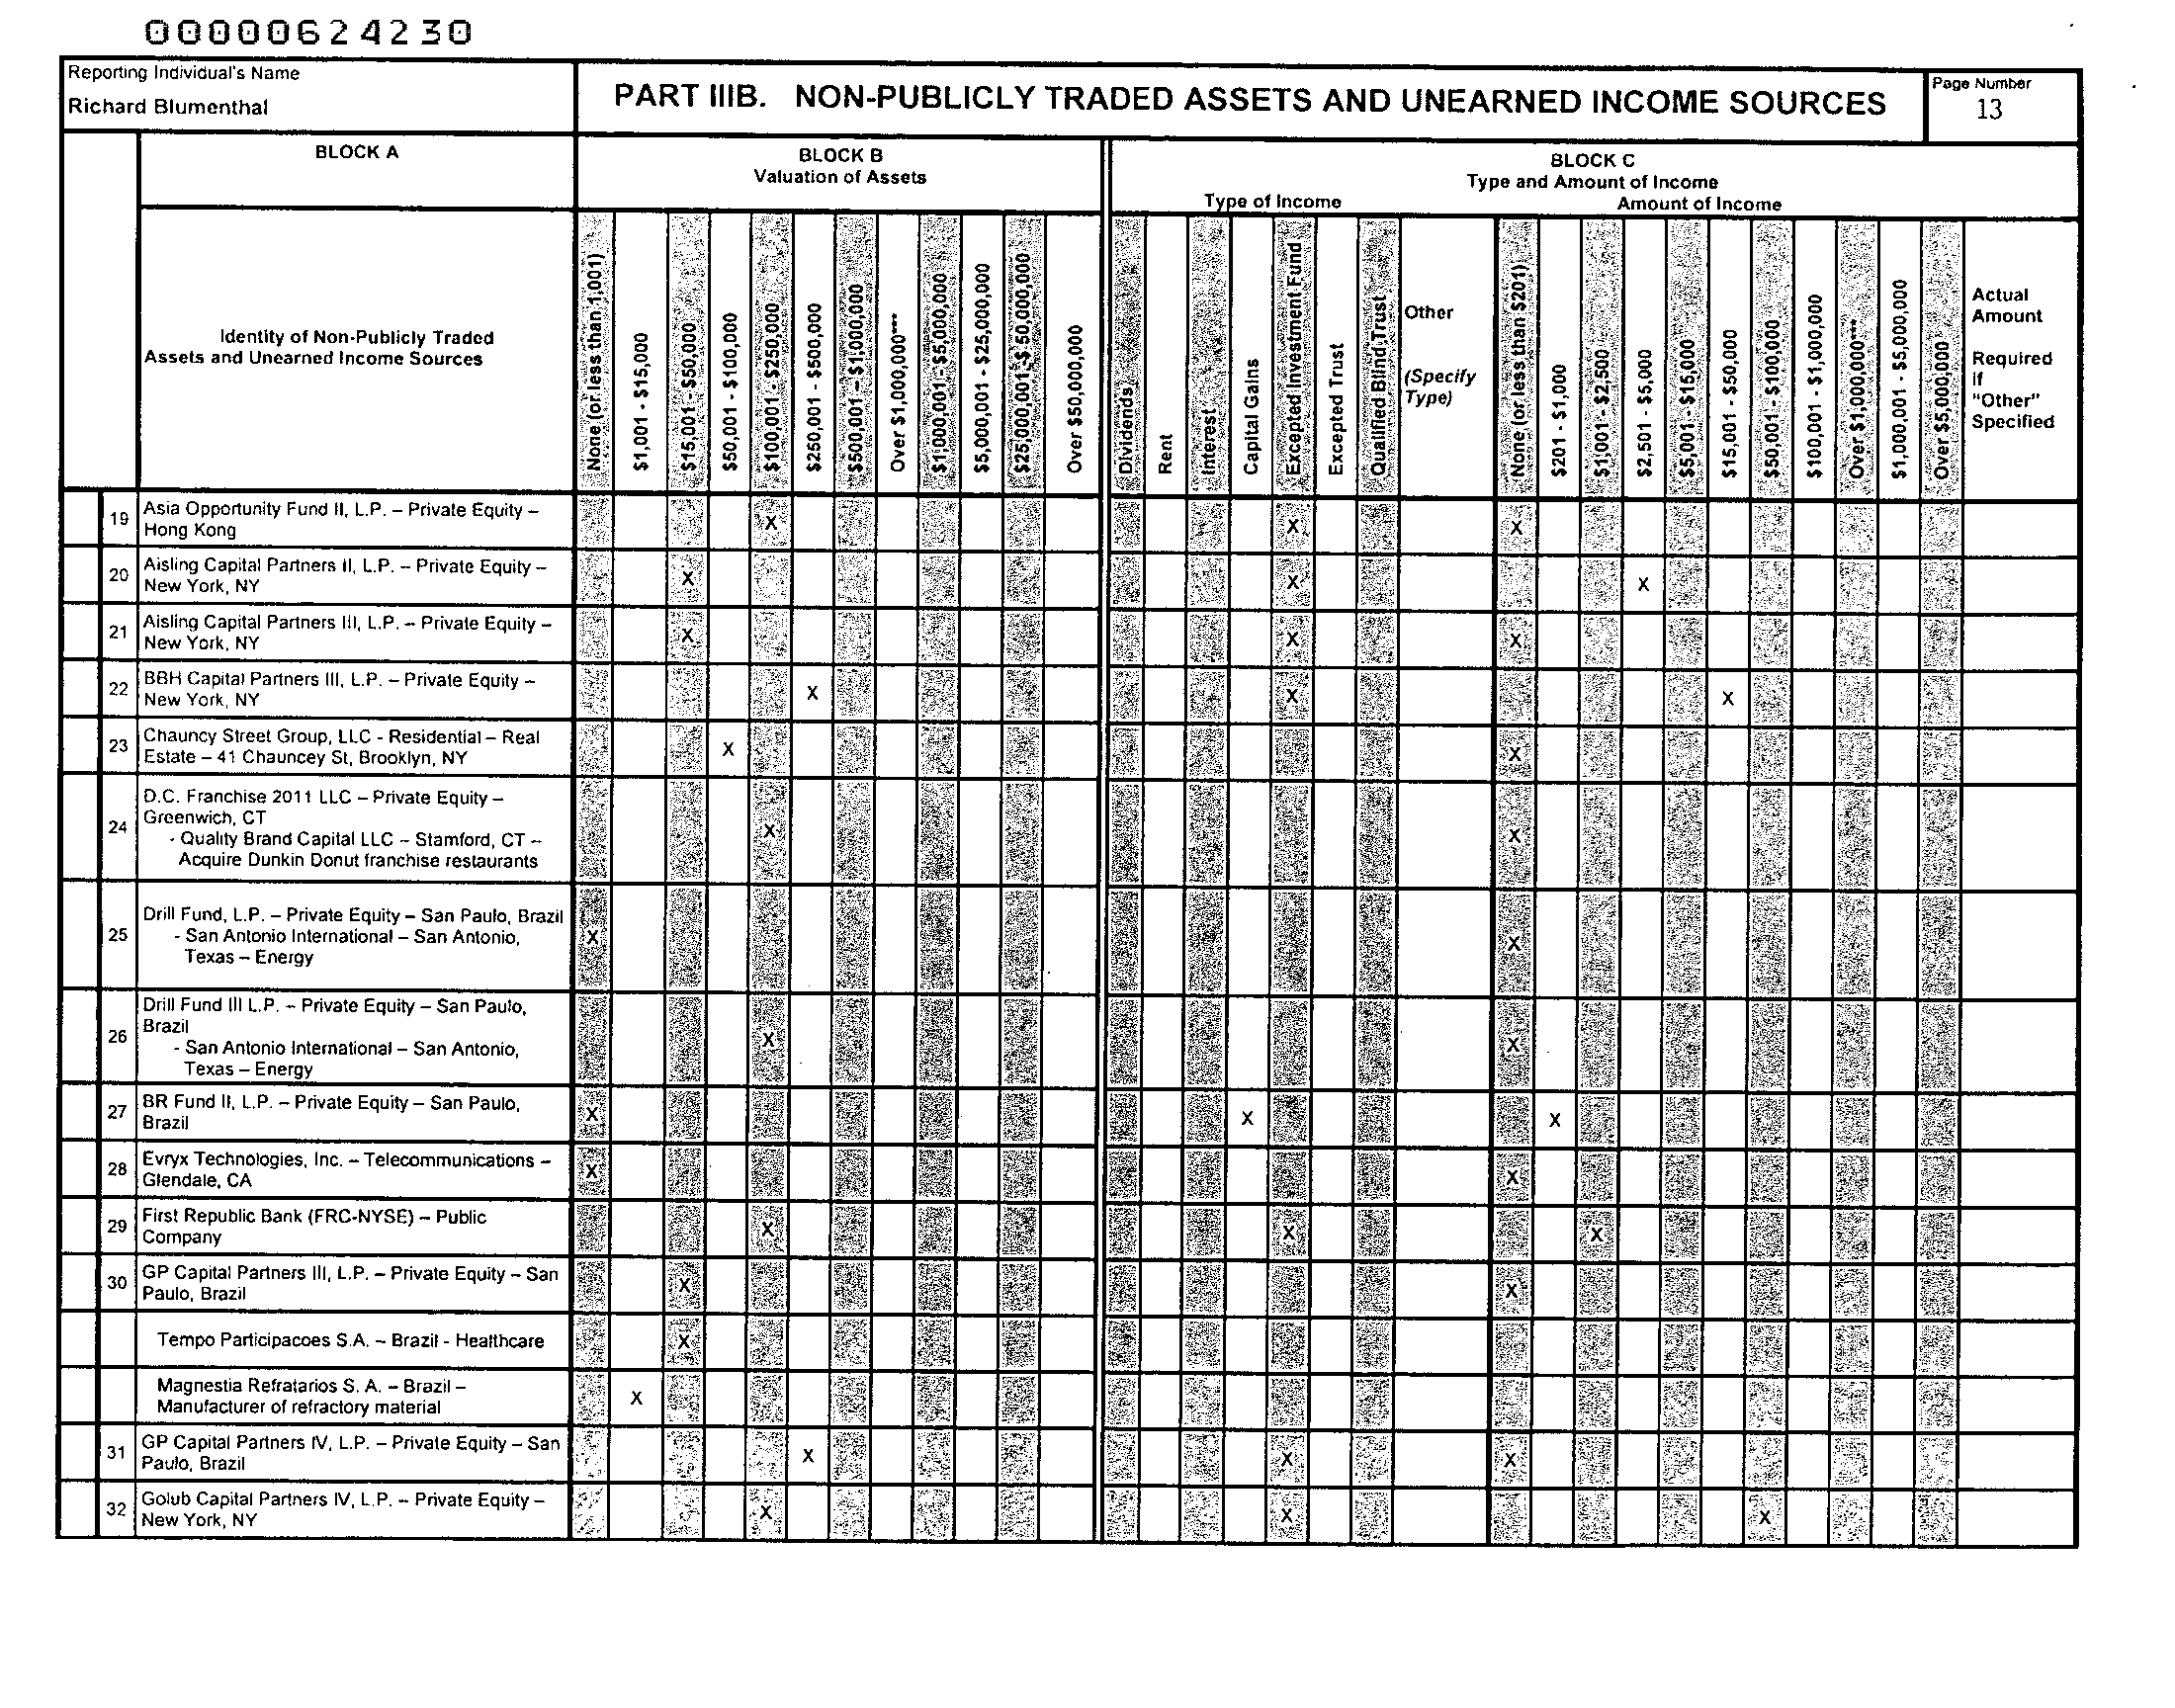 00000624230
Reporting Individual's Name
Richard Blumenthal
PART IIIB. NON-PUBLICLY TRADED ASSETS AND UNEARNED INCOME SOURCES
Page Number
13
BLOCK A
BLOCK B
Valuation of Assets
BLOCK C
Type and Amount of Income
Type of Income
Amount of Income
Identity of Non-Publicly Traded
Assets and Unearned Income Sources
None (or less than 1,001)
$1,001 - $15,000
$15,001 - $50,000
$50,001 - $100,000
$100,001 - $250,000
$250,001 - $500,000
$500,001 – $1,000,000
Over $1,000,000***
$1,000,001 - $5,000,000
$5,000,001 - $25,000,000
$25,000,001 - $ 50,000,000
Over $50,000,000
Dividends
Rent
Interest
Capital Gains
Excepted Investment Fund
Excepted Trust
Qualified Blind Trust
Other
(Specify
Type)
None (or less than $201)
$201 - $1,000
$1,001 - $2,500
$2,501 - $5,000
$5,001 - $15,000
$15,001 - $50,000
$50,001 - $100,000
$100,001 - $1,000,000
Over $1,000,000***
$1,000,001 - $5,000,000
Over $5,000,000
Actual
Amount
Required
If
"Other"
Specified
19 Asia Opportunity Fund II, L.P. – Private Equity –
Hong Kong X X X
20 Aisling Capital Partners II, L.P. – Private Equity –
New York, NY X X X
21 Aisling Capital Partners III, L.P. – Private Equity –
New York, NY X X X
22 BBH Capital Partners III, L.P. – Private Equity –
New York, NY X X X
23 Chauncy Street Group, LLC - Residential – Real
Estate – 41 Chauncey St, Brooklyn, NY X X
24 D.C. Franchise 2011 LLC – Private Equity –
Greenwich, CT
- Quality Brand Capital LLC – Stamford, CT –
Acquire Dunkin Donut franchise restaurants X X
25 Drill Fund, L.P. – Private Equity – San Paulo, Brazil
- San Antonio International – San Antonio,
Texas – Energy X X
26 Drill Fund III L.P. – Private Equity – San Paulo,
Brazil
- San Antonio International – San Antonio,
Texas – Energy X X
27 BR Fund II, L.P. – Private Equity – San Paulo,
Brazil X X X
28 Evryx Technologies, Inc. – Telecommunications –
Glendale, CA X X
29 First Republic Bank (FRC-NYSE) – Public
Company X X X
30 GP Capital Partners III, L.P. – Private Equity – San
Paulo, Brazil X X
Tempo Participacoes S.A. – Brazil - Healthcare X
Magnestia Refratarios S. A. – Brazil –
Manufacturer of refractory material X
31 GP Capital Partners IV, L.P. – Private Equity – San
Paulo, Brazil X X X
32 Golub Capital Partners IV, L.P. – Private Equity –
New York, NY X X X